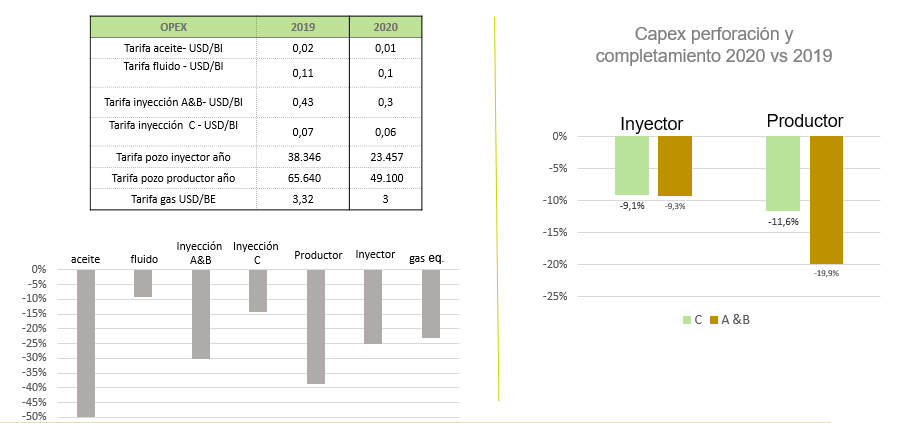 OPEX 2019 2020
Tarifa aceite- USD/Bl 0,02 0,01
Tarifa fluido - USD/Bl 0,11 0,1
Tarifa inyección A&B- USD/Bl 0,43 0,3
Tarifa inyección C - USD/Bl 0,07 0,06
Tarifa pozo inyector año 38.346 23.457
Tarifa pozo productor año 65.640 49.100
Tarifa gas USD/BE 3,32 3
aceite fluido Inyección A&B Inyección C Productor Inyector gas eq.
0%
-5%
-10%
-15%
-20%
-25%
-30%
-35%
-40%
-45%
-50%
Capex perforación y
completamiento 2020 vs 2019
Inyector Productor
0%
-5%
-10%
-15%
-20%
-25%
-9,1% -9,3% -11,6% -19,9%
C A &B